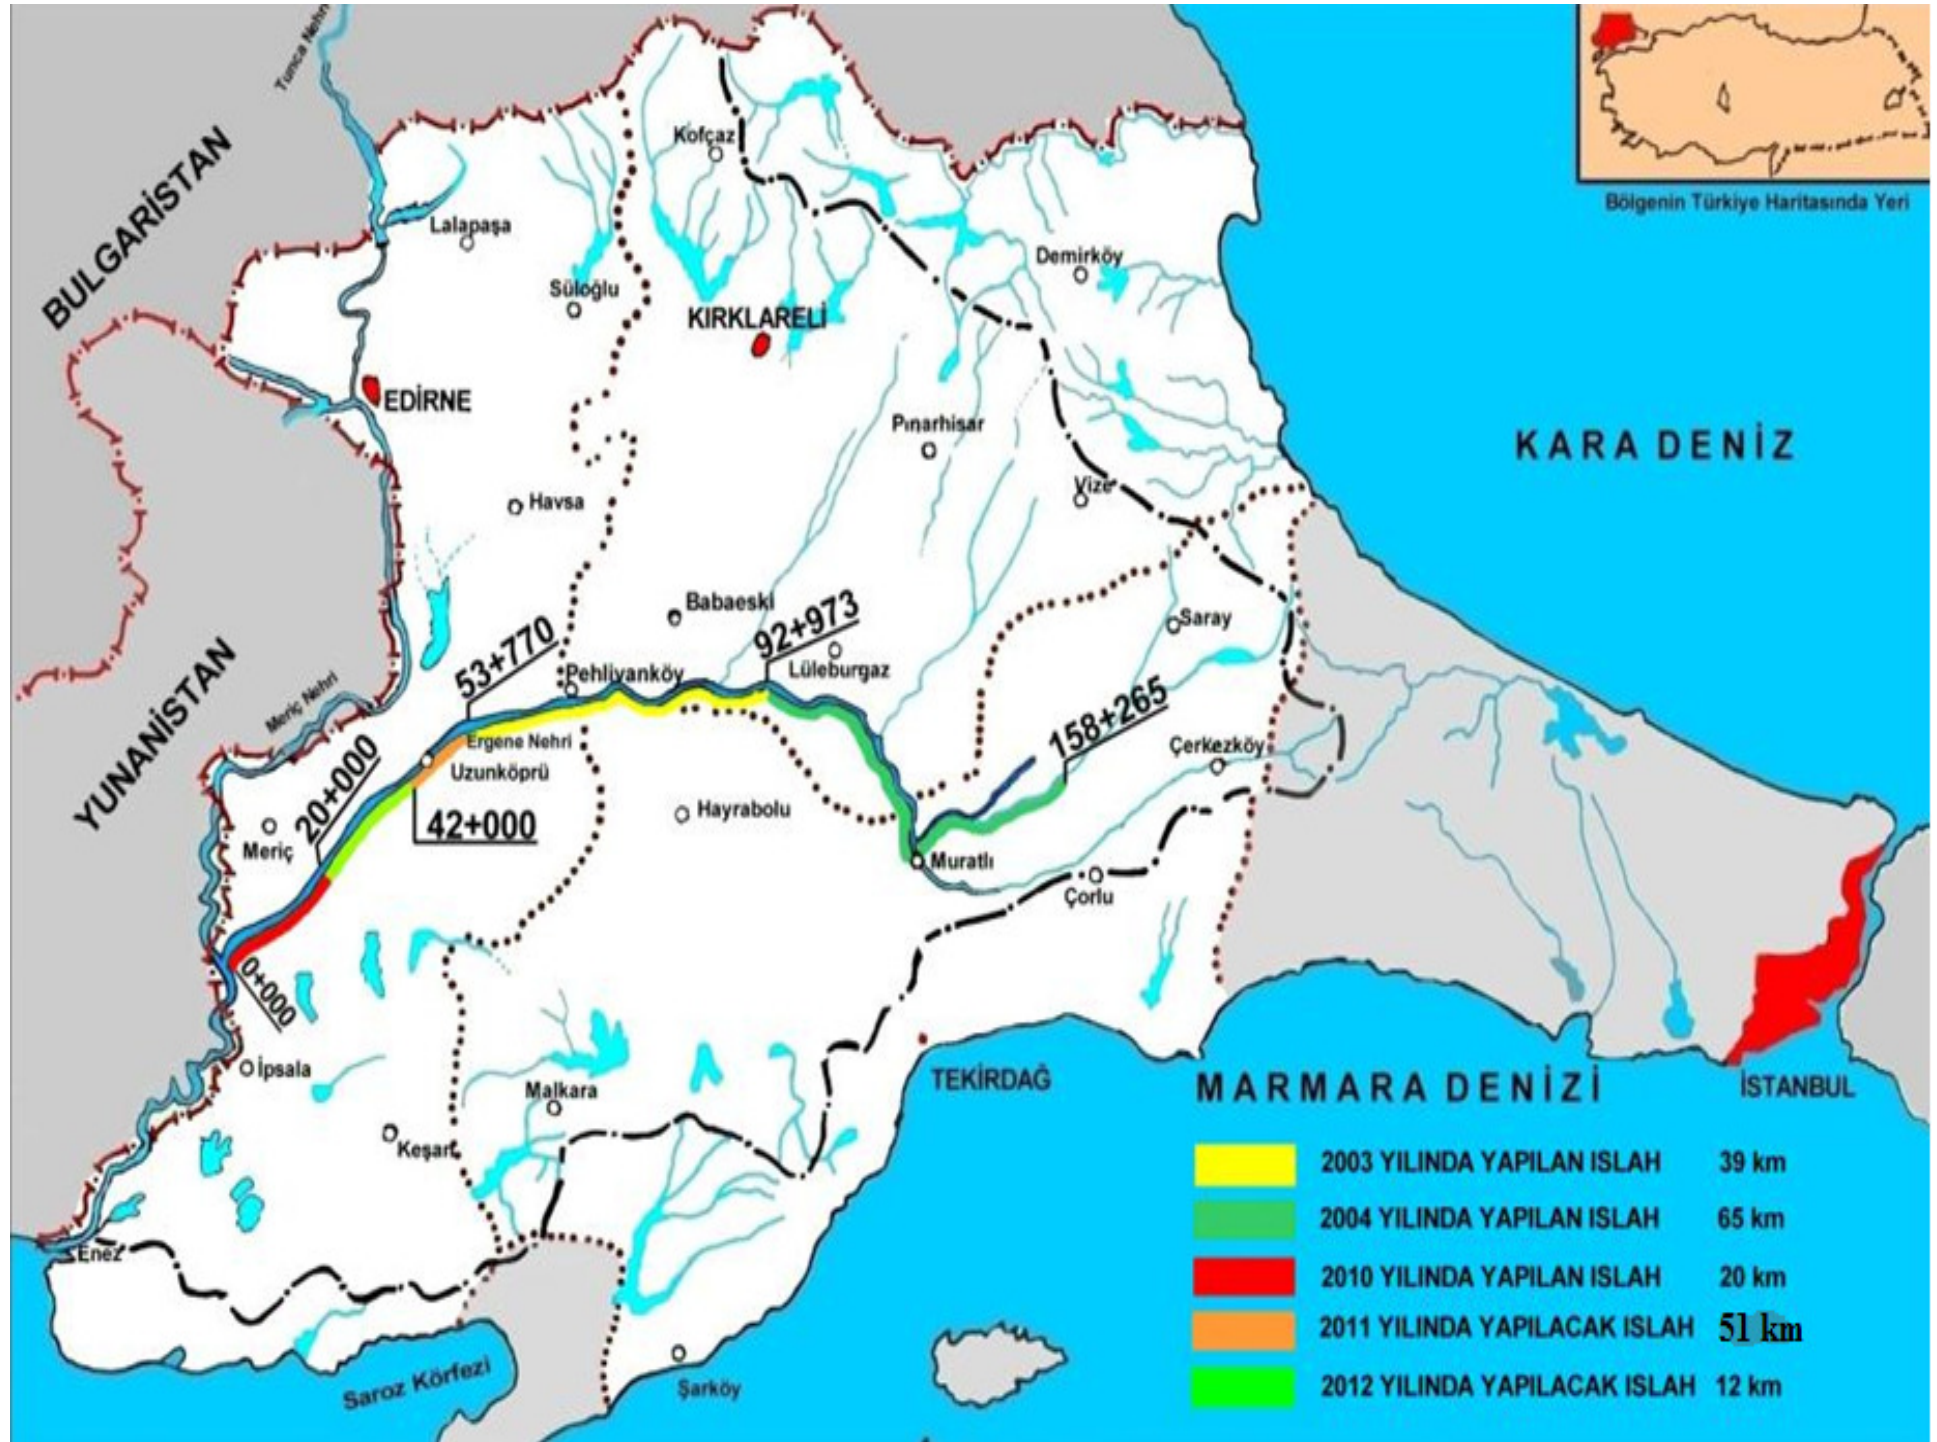 Tunca Nehri
BULGARİSTAN
Kofçaz
Lalapaşa
Süloğlu
KIRKLARELİ
Demirköy
Bölgenin Türkiye Haritasında Yeri
EDİRNE
Pınarhisar
KARA DENİZ
Havsa
Vize
Babaeski
92+973
Saray
53+770
Pehlivanköy
Lüleburgaz
YUNANİSTAN
Meriç Nehri
158+265
Ergene Nehri
Çerkezköy
Uzunköprü
20+000
42+000
Hayrabolu
Meriç
Muratlı
Çorlu
0+000
İpsala
TEKİRDAĞ
Malkara
Keşan
MARMARA DENİZİ
İSTANBUL
2003 YILINDA YAPILAN ISLAH 39 km
2004 YILINDA YAPILAN ISLAH 65 km
2010 YILINDA YAPILAN ISLAH 20 km
2011 YILINDA YAPILACAK ISLAH 51 km
2012 YILINDA YAPILACAK ISLAH 12 km
Enez
Saroz Körfezi
Şarköy